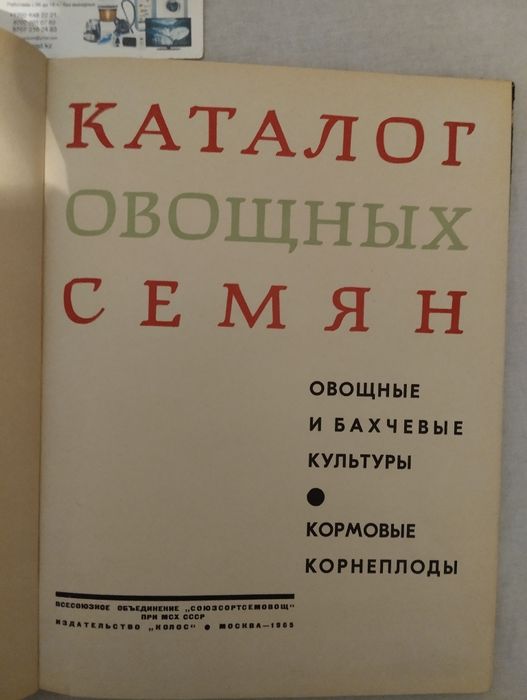 КАТАЛОГ
ОВОЩНЫХ
СЕМЯН
ОВОЩНЫЕ
И БАХЧЕВЫЕ
КУЛЬТУРЫ
●
КОРМОВЫЕ
КОРНЕПЛОДЫ
ВСЕСОЮЗНОЕ ОБЪЕДИНЕНИЕ „СОЮЗСОРТСЕМОВОЩ"
ПРИ МСХ СССР
ИЗДАТЕЛЬСТВО „КОЛОС" ● МОСКВА—1965